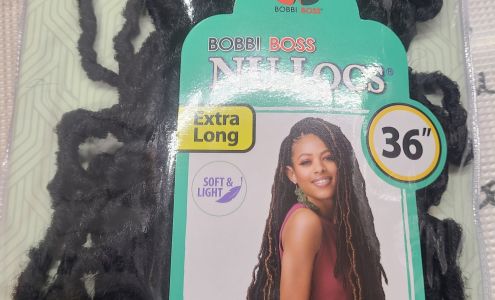 BOBBI BOSS
BOBBI BOSS
NU LOCS®
Extra
Long
36"
SOFT &
LIGHT